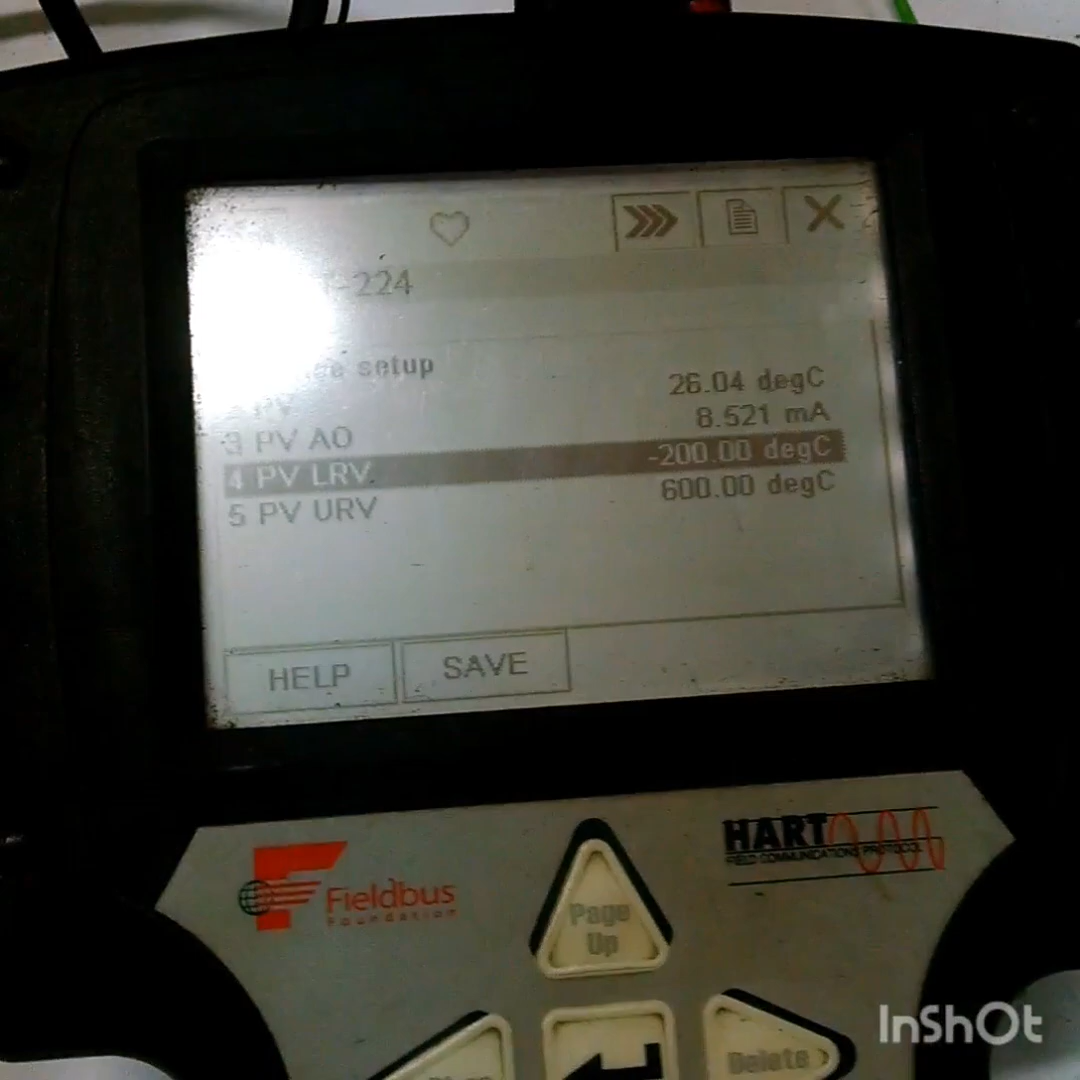 -224
setup
PV
26.04 degC
3 PV AO 8.521 mA
4 PV LRV -200.00 degC
5 PV URV 600.00 degC
HELP SAVE
Fieldbus
Foundation
HART
FIELD COMMUNICATIONS PROTOCOL
Page
Up
Delete
InShOt